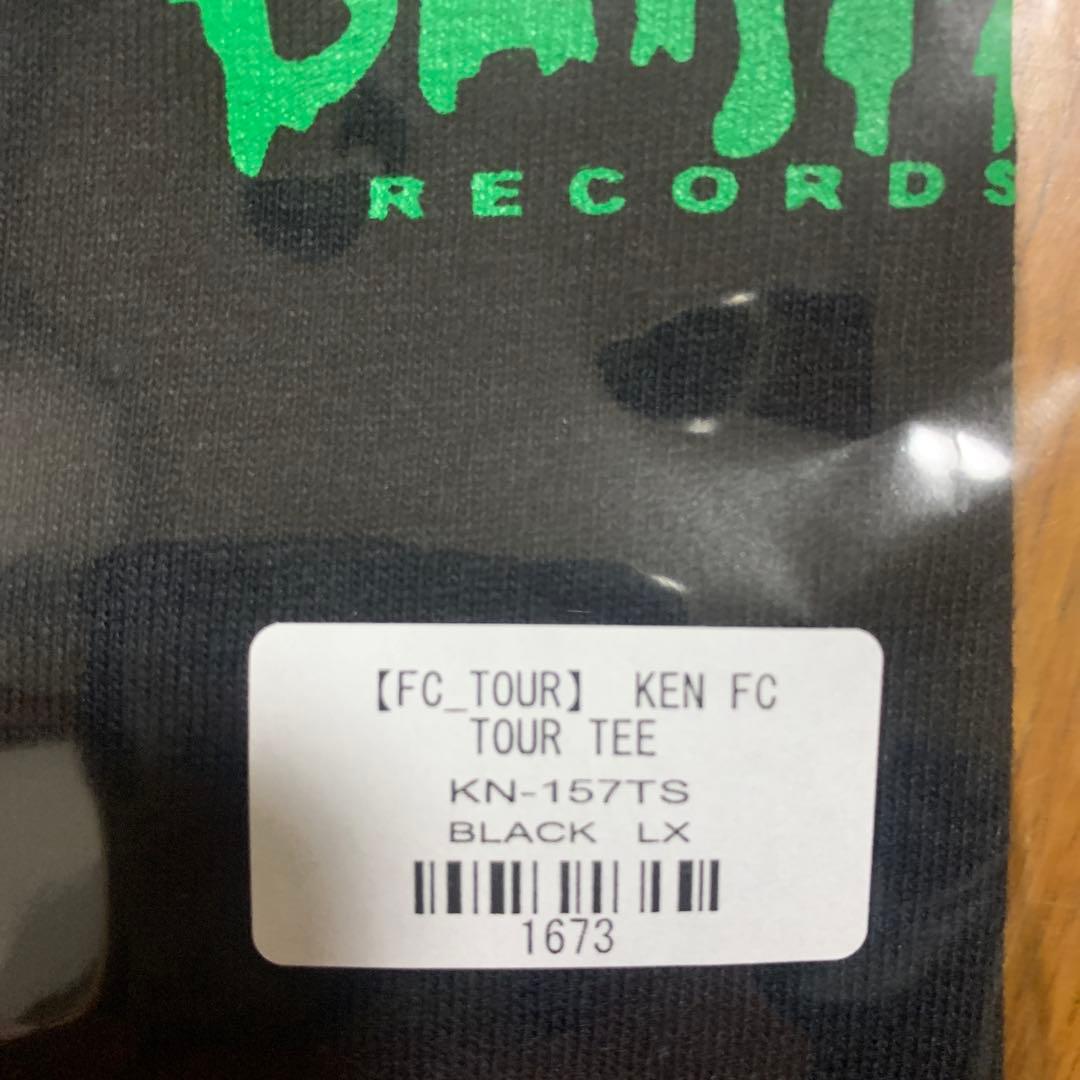 RECORDS
【FC_TOUR】 KEN FC
TOUR TEE
KN-157TS
BLACK LX
1673